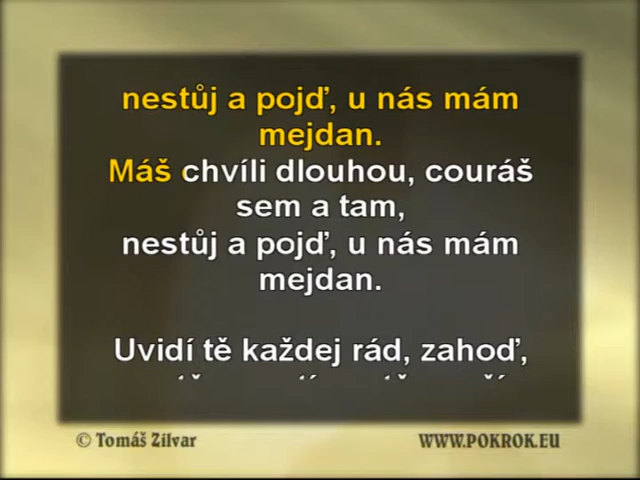 nestůj a pojď, u nás mám
mejdan.
Máš chvíli dlouhou, couráš
sem a tam,
nestůj a pojď, u nás mám
mejdan.
Uvidí tě každej rád, zahoď,
© Tomáš Zilvar
WWW.POKROK.EU